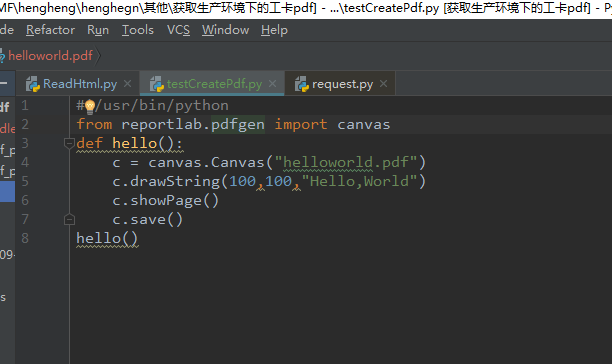 MF\hengheng\henghegn\其他\获取生产环境下的工卡pdf] - ...\testCreatePdf.py [获取生产环境下的工卡pdf] - Py
de Refactor Run Tools VCS Window Help
helloworld.pdf
ReadHtml.py testCreatePdf.py request.py
df
dle
f_p
f_p
09-
s
1 #!/usr/bin/python
2 from reportlab.pdfgen import canvas
3 def hello():
4 c = canvas.Canvas("helloworld.pdf")
5 c.drawString(100,100,"Hello,World")
6 c.showPage()
7 c.save()
8 hello()